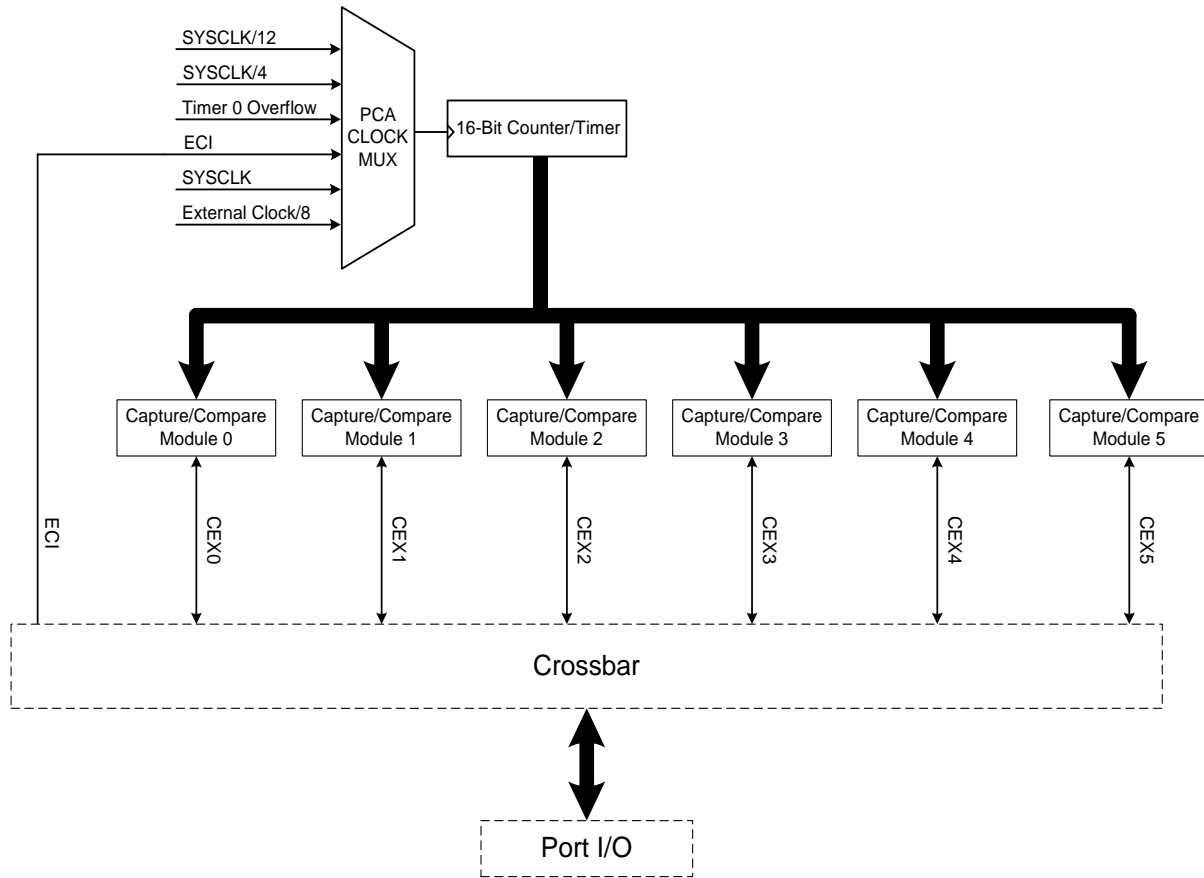 SYSCLK/12
SYSCLK/4
Timer 0 Overflow
ECI
SYSCLK
External Clock/8
PCA
CLOCK
MUX
16-Bit Counter/Timer
Capture/Compare
Module 0
Capture/Compare
Module 1
Capture/Compare
Module 2
Capture/Compare
Module 3
Capture/Compare
Module 4
Capture/Compare
Module 5
ECI
CEX0
CEX1
CEX2
CEX3
CEX4
CEX5
Crossbar
Port I/O